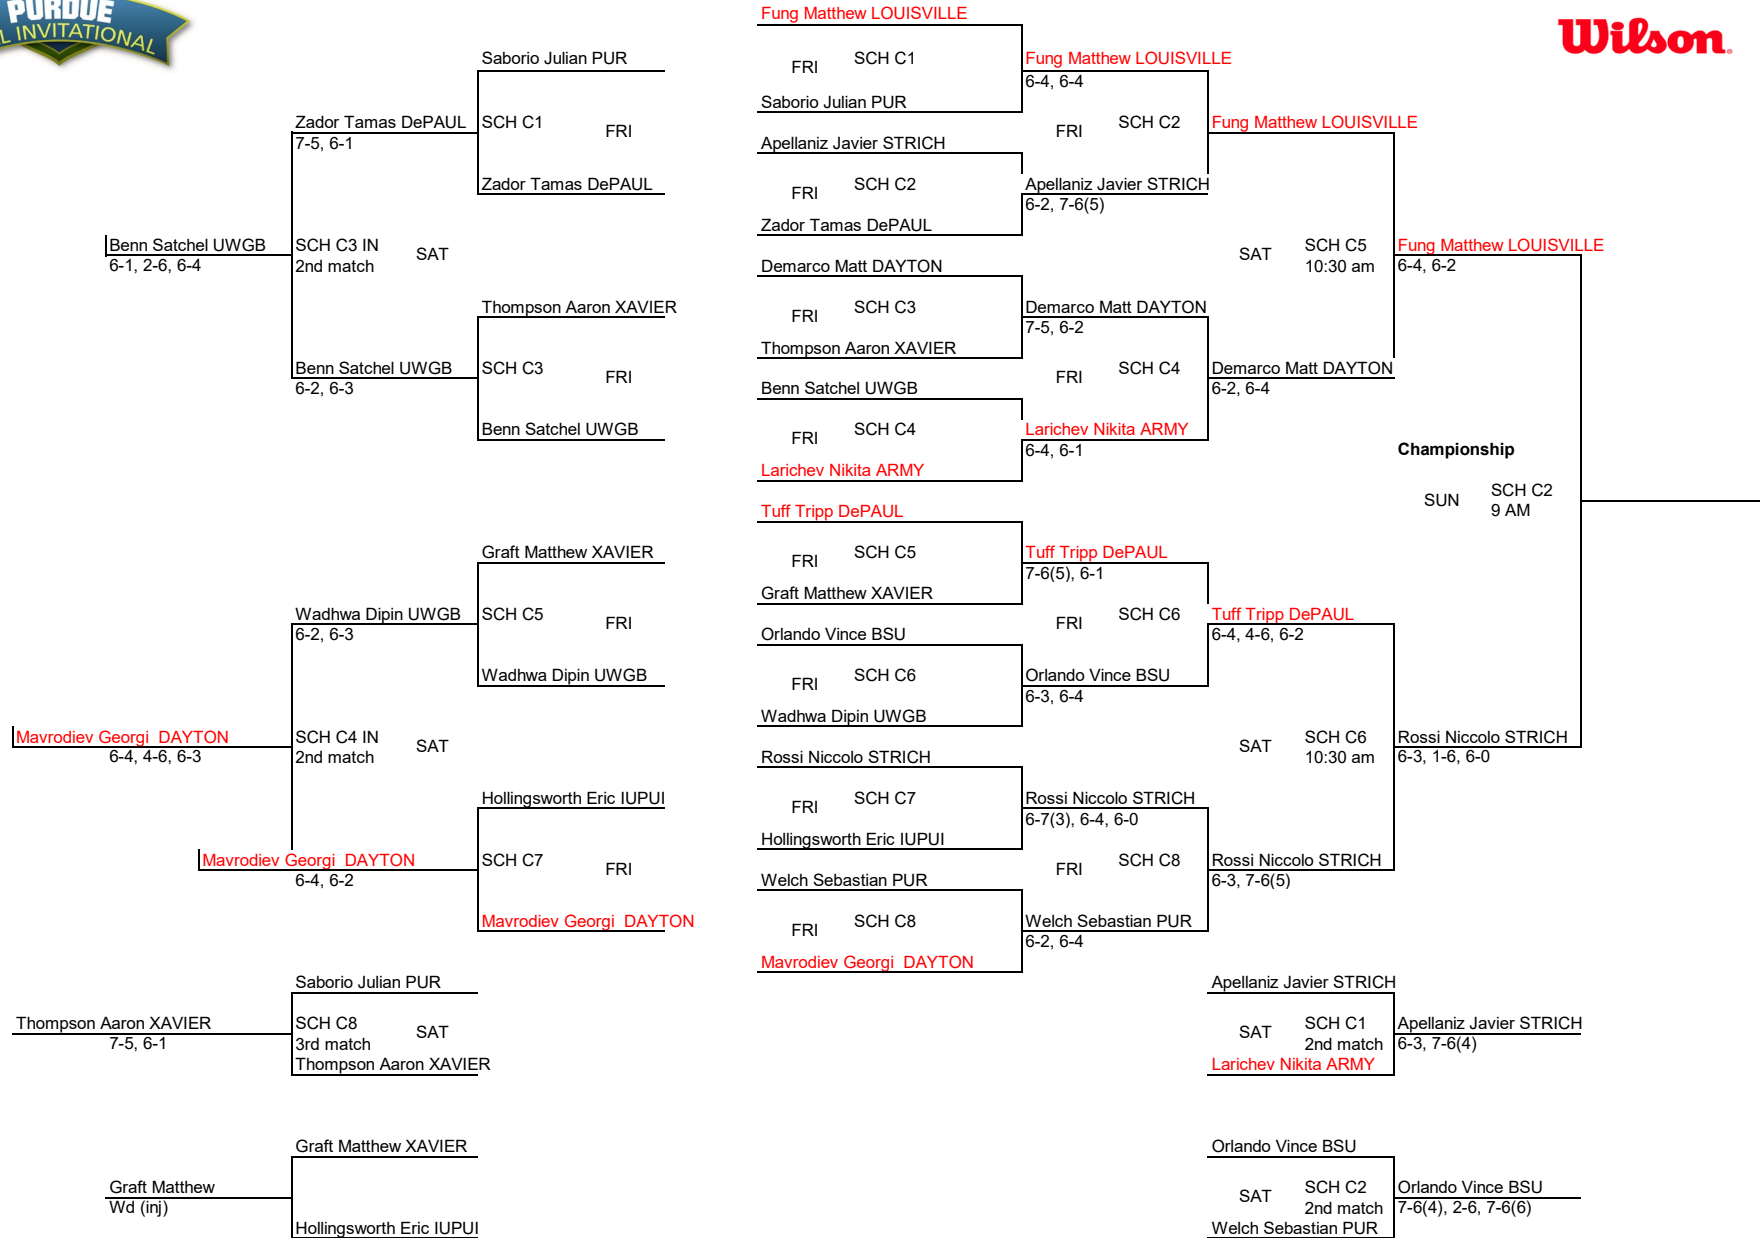 PURDUE
L INVITATIONAL
Wilson
Fung Matthew LOUISVILLE
FRI SCH C1
Saborio Julian PUR
Fung Matthew LOUISVILLE
6-4, 6-4
Apellaniz Javier STRICH
FRI SCH C2
Zador Tamas DePAUL
Apellaniz Javier STRICH
6-2, 7-6(5)
FRI SCH C2
Fung Matthew LOUISVILLE
Demarco Matt DAYTON
FRI SCH C3
Thompson Aaron XAVIER
Demarco Matt DAYTON
7-5, 6-2
Benn Satchel UWGB
FRI SCH C4
Larichev Nikita ARMY
Larichev Nikita ARMY
6-4, 6-1
FRI SCH C4
Demarco Matt DAYTON
6-2, 6-4
SAT SCH C5
10:30 am
Fung Matthew LOUISVILLE
6-4, 6-2
Championship
SUN SCH C2
9 AM
Tuff Tripp DePAUL
FRI SCH C5
Graft Matthew XAVIER
Tuff Tripp DePAUL
7-6(5), 6-1
Orlando Vince BSU
FRI SCH C6
Wadhwa Dipin UWGB
Orlando Vince BSU
6-3, 6-4
FRI SCH C6
Tuff Tripp DePAUL
6-4, 4-6, 6-2
Rossi Niccolo STRICH
FRI SCH C7
Hollingsworth Eric IUPUI
Rossi Niccolo STRICH
6-7(3), 6-4, 6-0
Welch Sebastian PUR
FRI SCH C8
Mavrodiev Georgi DAYTON
Welch Sebastian PUR
6-2, 6-4
FRI SCH C8
Rossi Niccolo STRICH
6-3, 7-6(5)
SAT SCH C6
10:30 am
Rossi Niccolo STRICH
6-3, 1-6, 6-0
Saborio Julian PUR
SCH C1 FRI
Zador Tamas DePAUL
Zador Tamas DePAUL
7-5, 6-1
Thompson Aaron XAVIER
SCH C3 FRI
Benn Satchel UWGB
Benn Satchel UWGB
6-2, 6-3
SCH C3 IN SAT
2nd match
Benn Satchel UWGB
6-1, 2-6, 6-4
Graft Matthew XAVIER
SCH C5 FRI
Wadhwa Dipin UWGB
Wadhwa Dipin UWGB
6-2, 6-3
Hollingsworth Eric IUPUI
SCH C7 FRI
Mavrodiev Georgi DAYTON
Mavrodiev Georgi DAYTON
6-4, 6-2
SCH C4 IN SAT
2nd match
Mavrodiev Georgi DAYTON
6-4, 4-6, 6-3
Saborio Julian PUR
SCH C8 SAT
3rd match
Thompson Aaron XAVIER
Thompson Aaron XAVIER
7-5, 6-1
Apellaniz Javier STRICH
SAT SCH C1
2nd match
Larichev Nikita ARMY
Apellaniz Javier STRICH
6-3, 7-6(4)
Graft Matthew XAVIER
Graft Matthew
Wd (inj)
Hollingsworth Eric IUPUI
Orlando Vince BSU
SAT SCH C2
2nd match
Welch Sebastian PUR
Orlando Vince BSU
7-6(4), 2-6, 7-6(6)